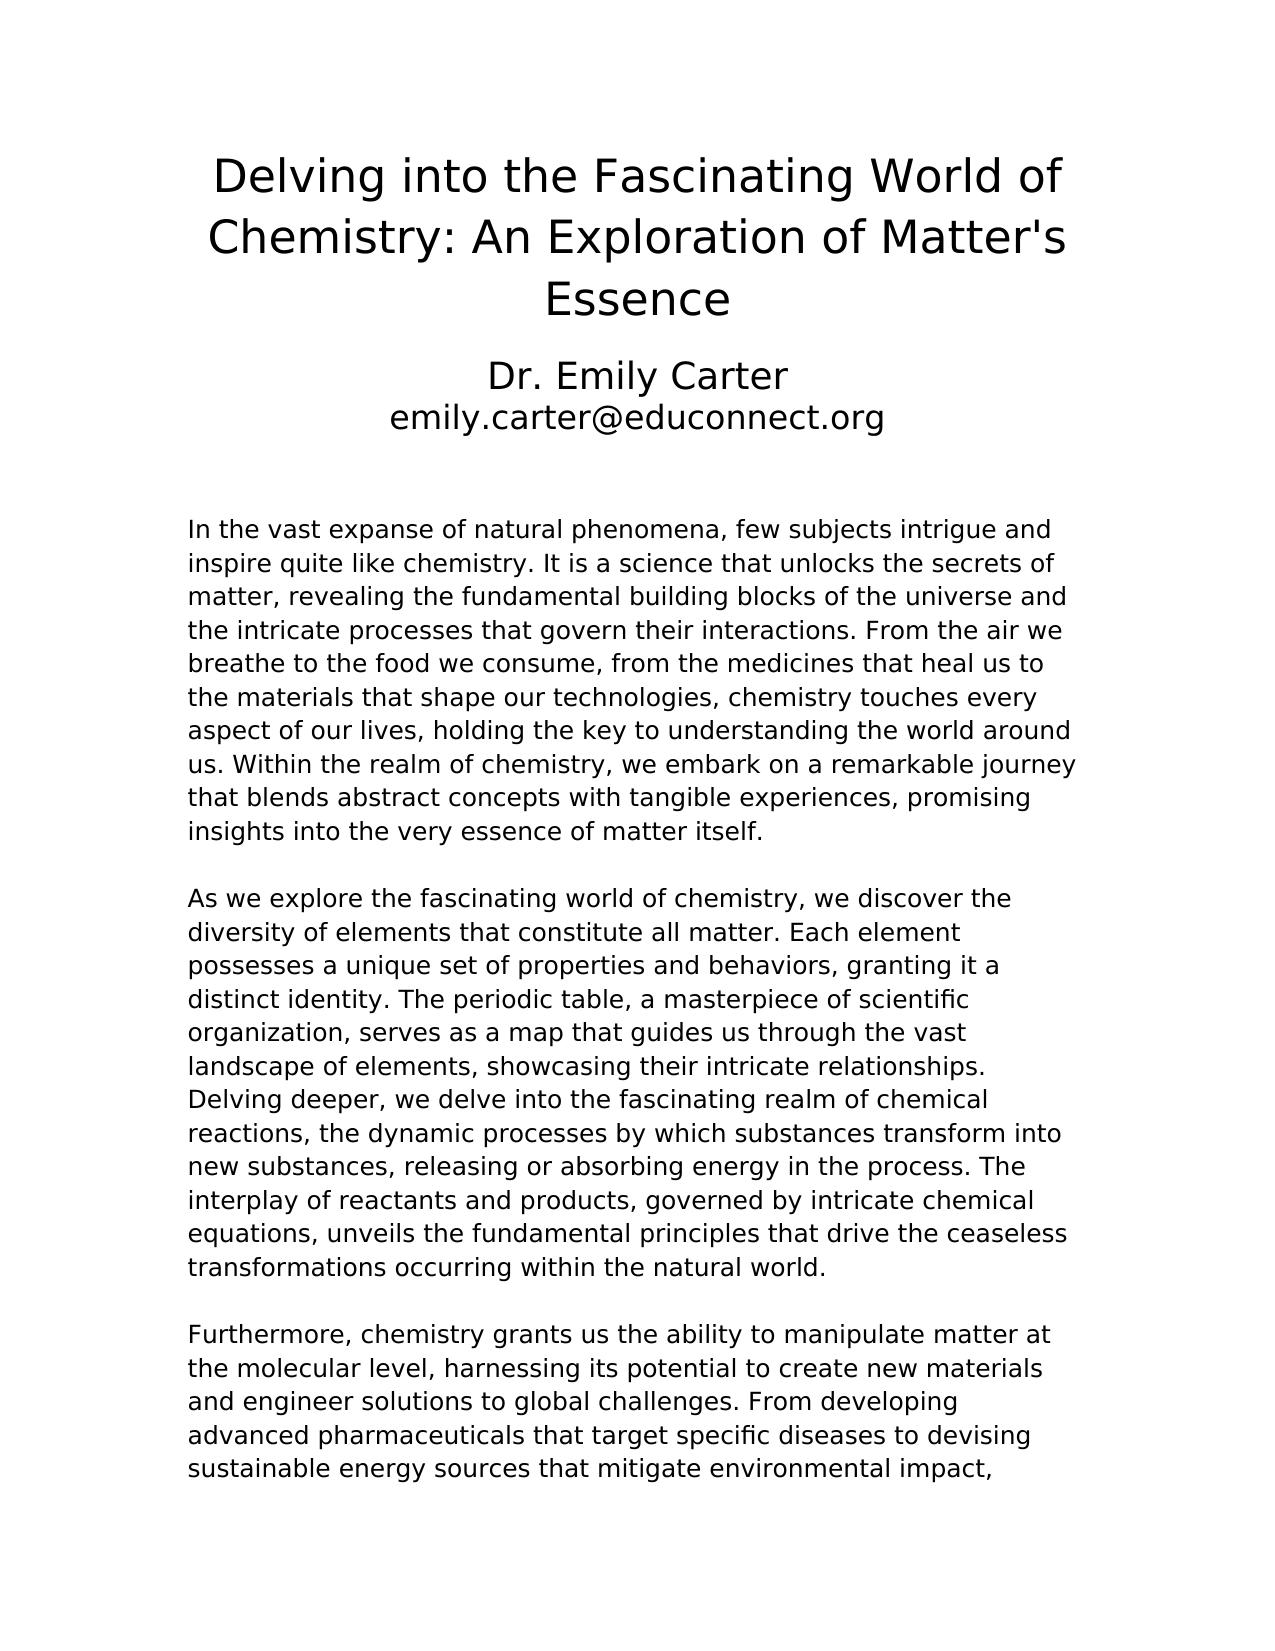 Delving into the Fascinating World of
Chemistry: An Exploration of Matter's
Essence
Dr. Emily Carter
emily.carter@educonnect.org
In the vast expanse of natural phenomena, few subjects intrigue and
inspire quite like chemistry. It is a science that unlocks the secrets of
matter, revealing the fundamental building blocks of the universe and
the intricate processes that govern their interactions. From the air we
breathe to the food we consume, from the medicines that heal us to
the materials that shape our technologies, chemistry touches every
aspect of our lives, holding the key to understanding the world around
us. Within the realm of chemistry, we embark on a remarkable journey
that blends abstract concepts with tangible experiences, promising
insights into the very essence of matter itself.
As we explore the fascinating world of chemistry, we discover the
diversity of elements that constitute all matter. Each element
possesses a unique set of properties and behaviors, granting it a
distinct identity. The periodic table, a masterpiece of scientific
organization, serves as a map that guides us through the vast
landscape of elements, showcasing their intricate relationships.
Delving deeper, we delve into the fascinating realm of chemical
reactions, the dynamic processes by which substances transform into
new substances, releasing or absorbing energy in the process. The
interplay of reactants and products, governed by intricate chemical
equations, unveils the fundamental principles that drive the ceaseless
transformations occurring within the natural world.
Furthermore, chemistry grants us the ability to manipulate matter at
the molecular level, harnessing its potential to create new materials
and engineer solutions to global challenges. From developing
advanced pharmaceuticals that target specific diseases to devising
sustainable energy sources that mitigate environmental impact,